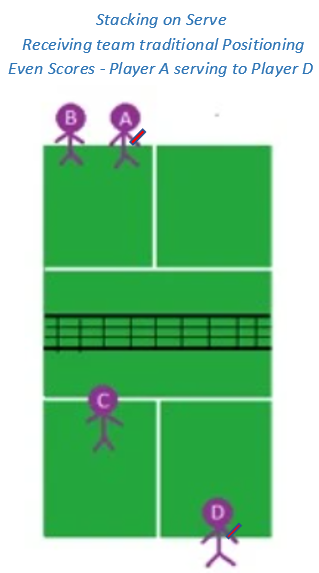 Stacking on Serve
Receiving team traditional Positioning
Even Scores - Player A serving to Player D
B A
C
D